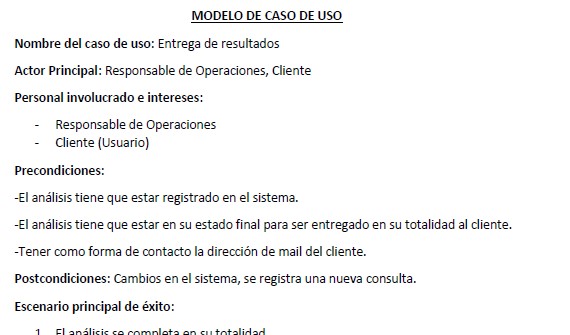 MODELO DE CASO DE USO
Nombre del caso de uso: Entrega de resultados
Actor Principal: Responsable de Operaciones, Cliente
Personal involucrado e intereses:
- Responsable de Operaciones
- Cliente (Usuario)
Precondiciones:
-El análisis tiene que estar registrado en el sistema.
-El análisis tiene que estar en su estado final para ser entregado en su totalidad al cliente.
-Tener como forma de contacto la dirección de mail del cliente.
Postcondiciones: Cambios en el sistema, se registra una nueva consulta.
Escenario principal de éxito:
1. El análisis se completa en su totalidad